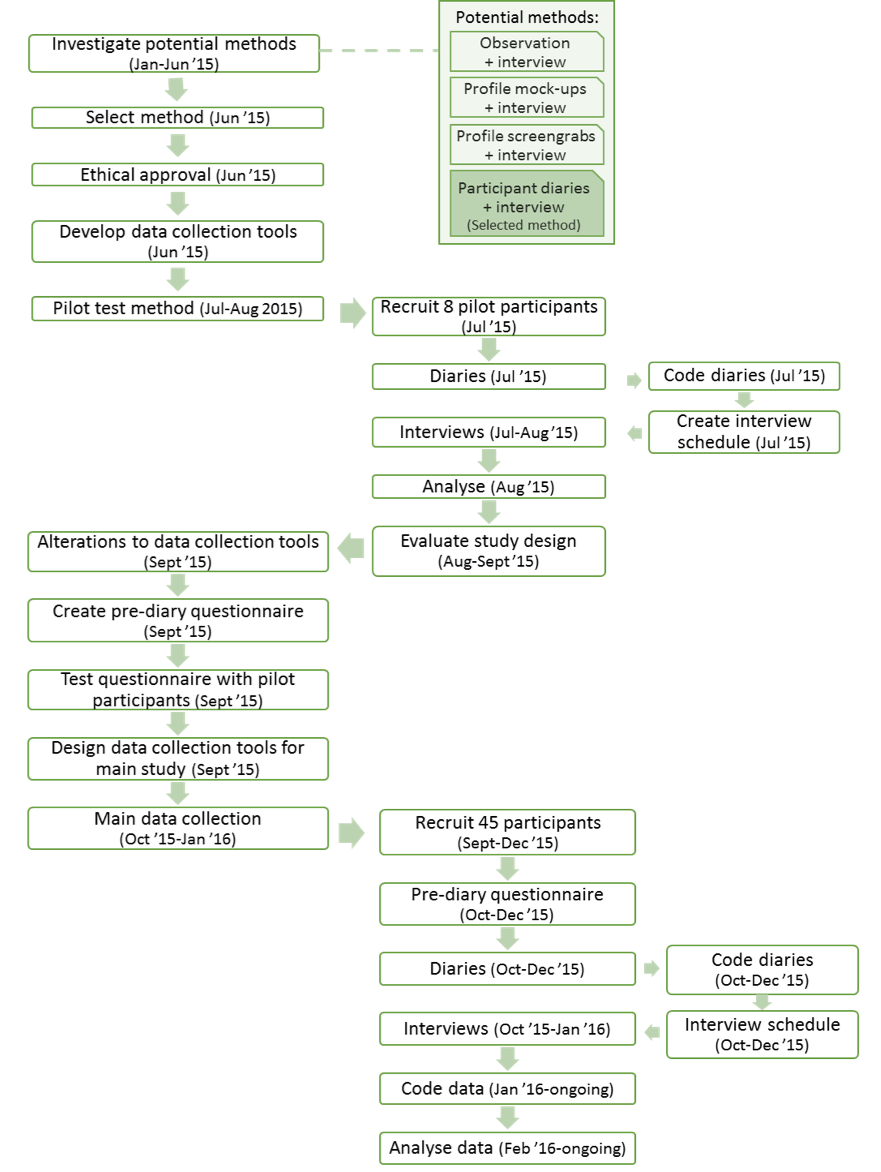 Investigate potential methods
(Jan-Jun ’15)
Potential methods:
Observation
+ interview
Profile mock-ups
+ interview
Profile screengrabs
+ interview
Participant diaries
+ interview
(Selected method)
Select method (Jun ’15)
Ethical approval (Jun ’15)
Develop data collection tools
(Jun ’15)
Pilot test method (Jul-Aug 2015)
Recruit 8 pilot participants
(Jul ’15)
Diaries (Jul ’15)
Code diaries (Jul ’15)
Create interview
schedule (Jul ’15)
Interviews (Jul-Aug ’15)
Analyse (Aug ’15)
Evaluate study design
(Aug-Sept ’15)
Alterations to data collection tools
(Sept ’15)
Create pre-diary questionnaire
(Sept ’15)
Test questionnaire with pilot
participants (Sept ’15)
Design data collection tools for
main study (Sept ’15)
Main data collection
(Oct ’15-Jan ’16)
Recruit 45 participants
(Sept-Dec ’15)
Pre-diary questionnaire
(Oct-Dec ’15)
Diaries (Oct-Dec ’15)
Code diaries
(Oct-Dec ’15)
Interview schedule
(Oct-Dec ’15)
Interviews (Oct ’15-Jan ’16)
Code data (Jan ’16-ongoing)
Analyse data (Feb ’16-ongoing)